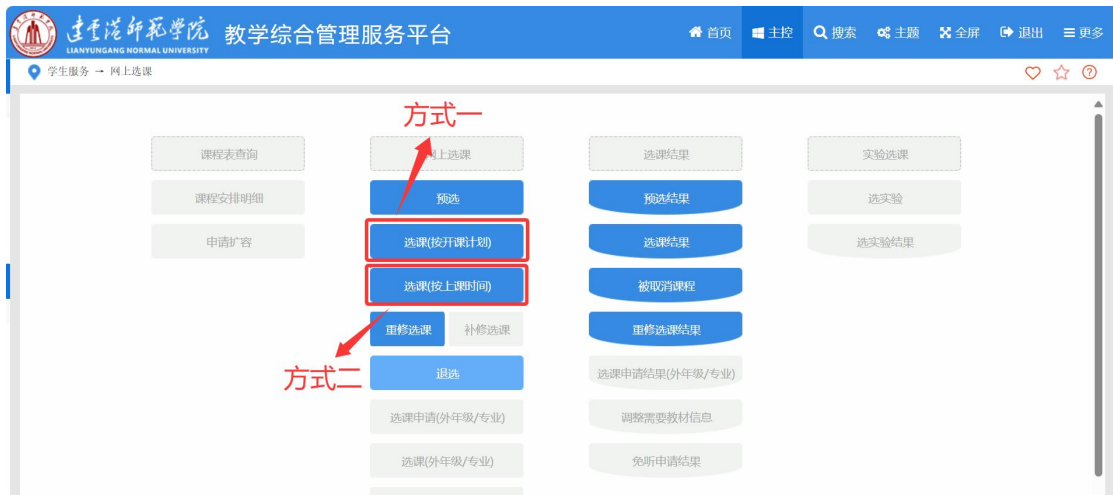 连云港师范学院
LIANYUNGANG NORMAL UNIVERSITY
教学综合管理服务平台
首页 主控 搜索 主题 全屏 退出 更多
学生服务 → 网上选课
方式一
课程表查询 网上选课 选课结果 实验选课
课程安排明细 预选 预选结果 选实验
申请扩容 选课(按开课计划) 选课结果 选实验结果
选课(按上课时间) 被取消课程
重修选课 补修选课 重修选课结果
方式二 退选 选课申请结果(外年级/专业)
选课申请(外年级/专业) 调整需要教材信息
选课(外年级/专业) 免听申请结果